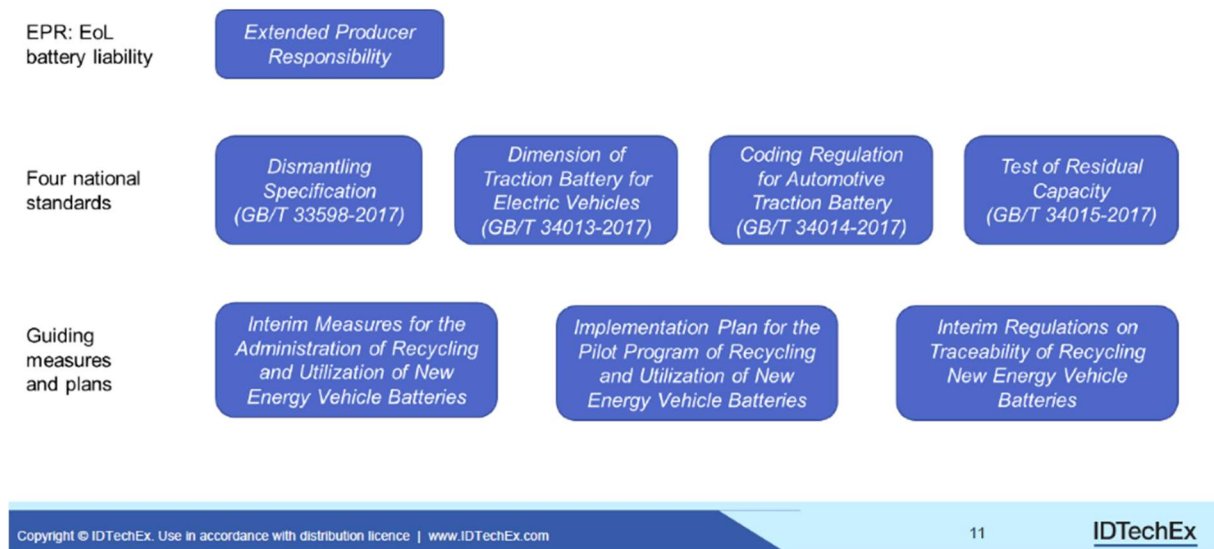 EPR: EoL
battery liability
Extended Producer
Responsibility
Four national
standards
Dismantling
Specification
(GB/T 33598-2017)
Dimension of
Traction Battery for
Electric Vehicles
(GB/T 34013-2017)
Coding Regulation
for Automotive
Traction Battery
(GB/T 34014-2017)
Test of Residual
Capacity
(GB/T 34015-2017)
Guiding
measures
and plans
Interim Measures for the
Administration of Recycling
and Utilization of New
Energy Vehicle Batteries
Implementation Plan for the
Pilot Program of Recycling
and Utilization of New
Energy Vehicle Batteries
Interim Regulations on
Traceability of Recycling
New Energy Vehicle
Batteries
Copyright © IDTechEx. Use in accordance with distribution licence | www.IDTechEx.com
11
IDTechEx